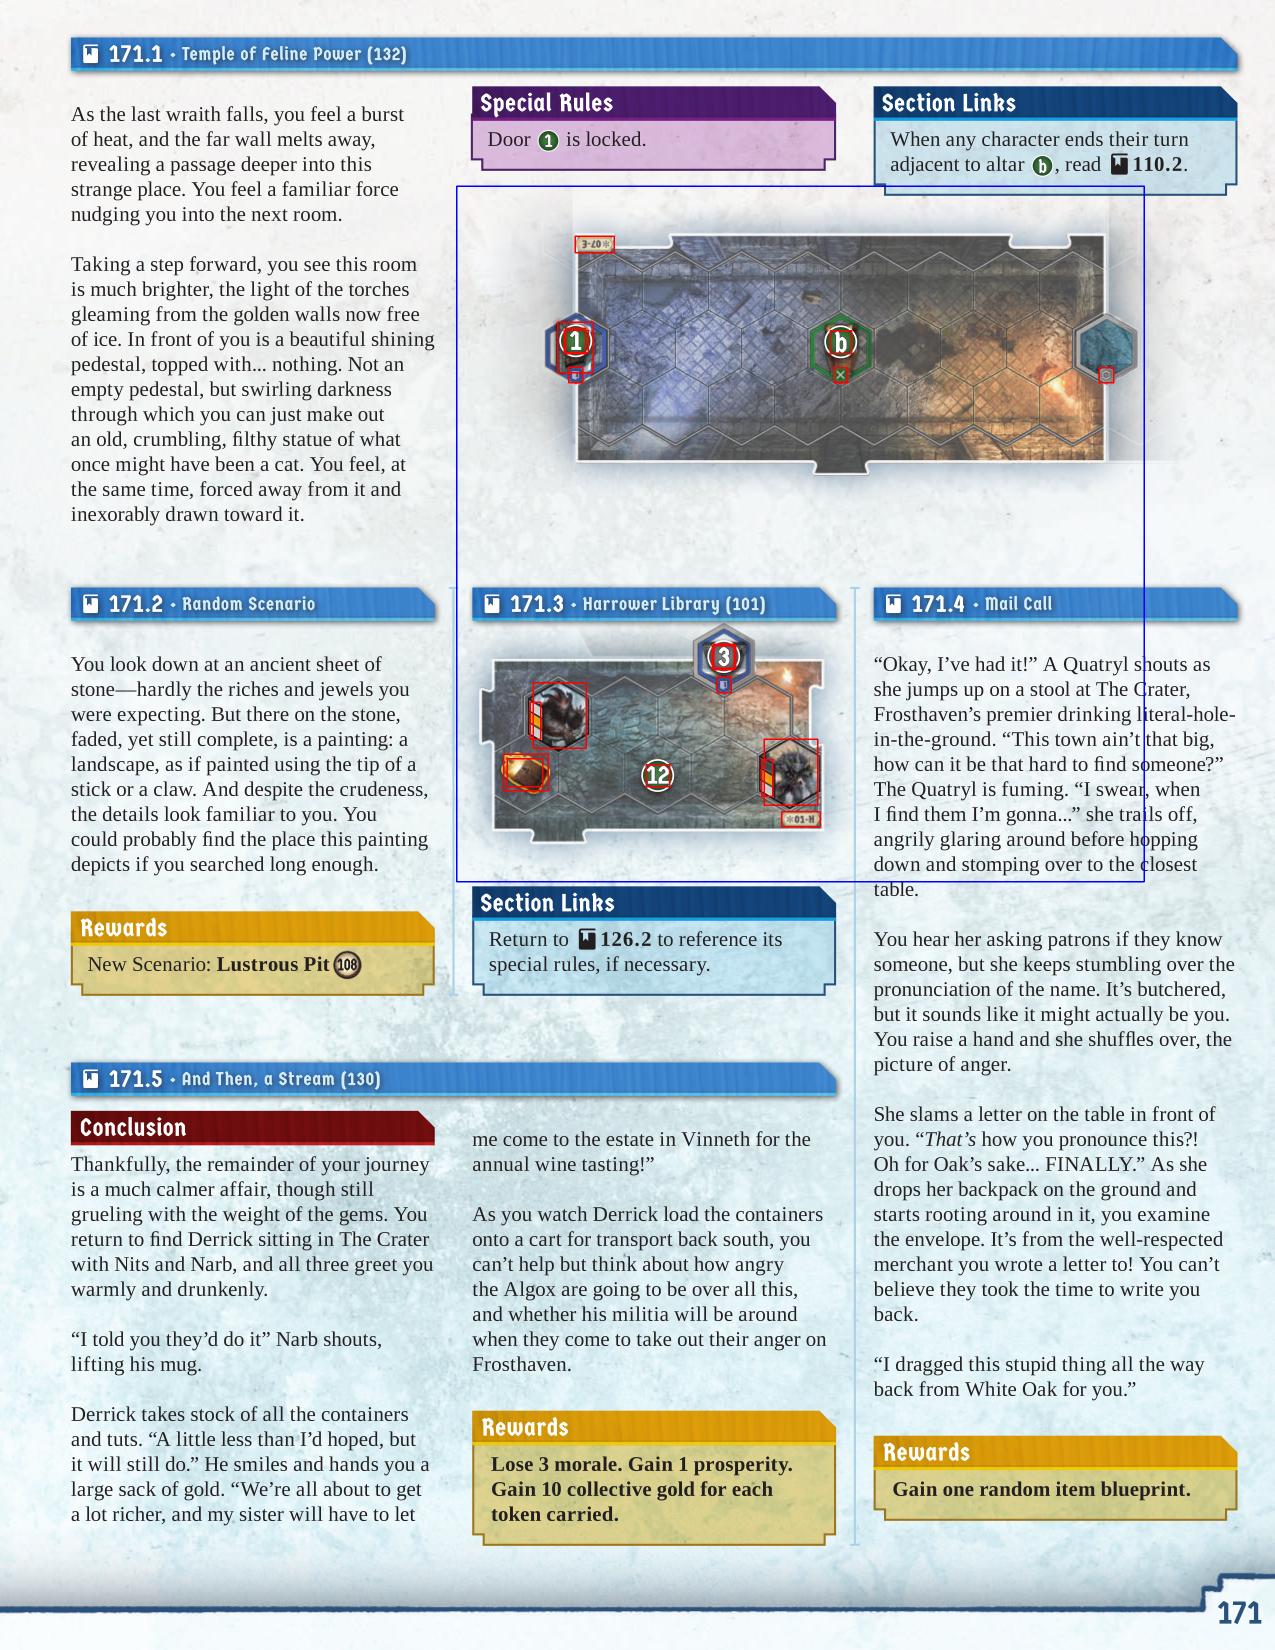 171.1 • Temple of Feline Power (132)
As the last wraith falls, you feel a burst
of heat, and the far wall melts away,
revealing a passage deeper into this
strange place. You feel a familiar force
nudging you into the next room.
Taking a step forward, you see this room
is much brighter, the light of the torches
gleaming from the golden walls now free
of ice. In front of you is a beautiful shining
pedestal, topped with... nothing. Not an
empty pedestal, but swirling darkness
through which you can just make out
an old, crumbling, filthy statue of what
once might have been a cat. You feel, at
the same time, forced away from it and
inexorably drawn toward it.
Special Rules
Door 1 is locked.
Section Links
When any character ends their turn
adjacent to altar b, read 110.2.
07-E
1
b
171.2 • Random Scenario
You look down at an ancient sheet of
stone—hardly the riches and jewels you
were expecting. But there on the stone,
faded, yet still complete, is a painting: a
landscape, as if painted using the tip of a
stick or a claw. And despite the crudeness,
the details look familiar to you. You
could probably find the place this painting
depicts if you searched long enough.
Rewards
New Scenario: Lustrous Pit 108
171.3 • Harrower Library (101)
3
12
*01-H
Section Links
Return to 126.2 to reference its
special rules, if necessary.
171.4 • Mail Call
“Okay, I’ve had it!” A Quatryl shouts as
she jumps up on a stool at The Crater,
Frosthaven’s premier drinking literal-hole-
in-the-ground. “This town ain’t that big,
how can it be that hard to find someone?”
The Quatryl is fuming. “I swear, when
I find them I’m gonna...” she trails off,
angrily glaring around before hopping
down and stomping over to the closest
table.
You hear her asking patrons if they know
someone, but she keeps stumbling over the
pronunciation of the name. It’s butchered,
but it sounds like it might actually be you.
You raise a hand and she shuffles over, the
picture of anger.
She slams a letter on the table in front of
you. “That’s how you pronounce this?!
Oh for Oak’s sake... FINALLY.” As she
drops her backpack on the ground and
starts rooting around in it, you examine
the envelope. It’s from the well-respected
merchant you wrote a letter to! You can’t
believe they took the time to write you
back.
“I dragged this stupid thing all the way
back from White Oak for you.”
Rewards
Gain one random item blueprint.
171.5 • And Then, a Stream (130)
Conclusion
Thankfully, the remainder of your journey
is a much calmer affair, though still
grueling with the weight of the gems. You
return to find Derrick sitting in The Crater
with Nits and Narb, and all three greet you
warmly and drunkenly.
“I told you they’d do it” Narb shouts,
lifting his mug.
Derrick takes stock of all the containers
and tuts. “A little less than I’d hoped, but
it will still do.” He smiles and hands you a
large sack of gold. “We’re all about to get
a lot richer, and my sister will have to let
me come to the estate in Vinneth for the
annual wine tasting!”
As you watch Derrick load the containers
onto a cart for transport back south, you
can’t help but think about how angry
the Algox are going to be over all this,
and whether his militia will be around
when they come to take out their anger on
Frosthaven.
Rewards
Lose 3 morale. Gain 1 prosperity.
Gain 10 collective gold for each
token carried.
171